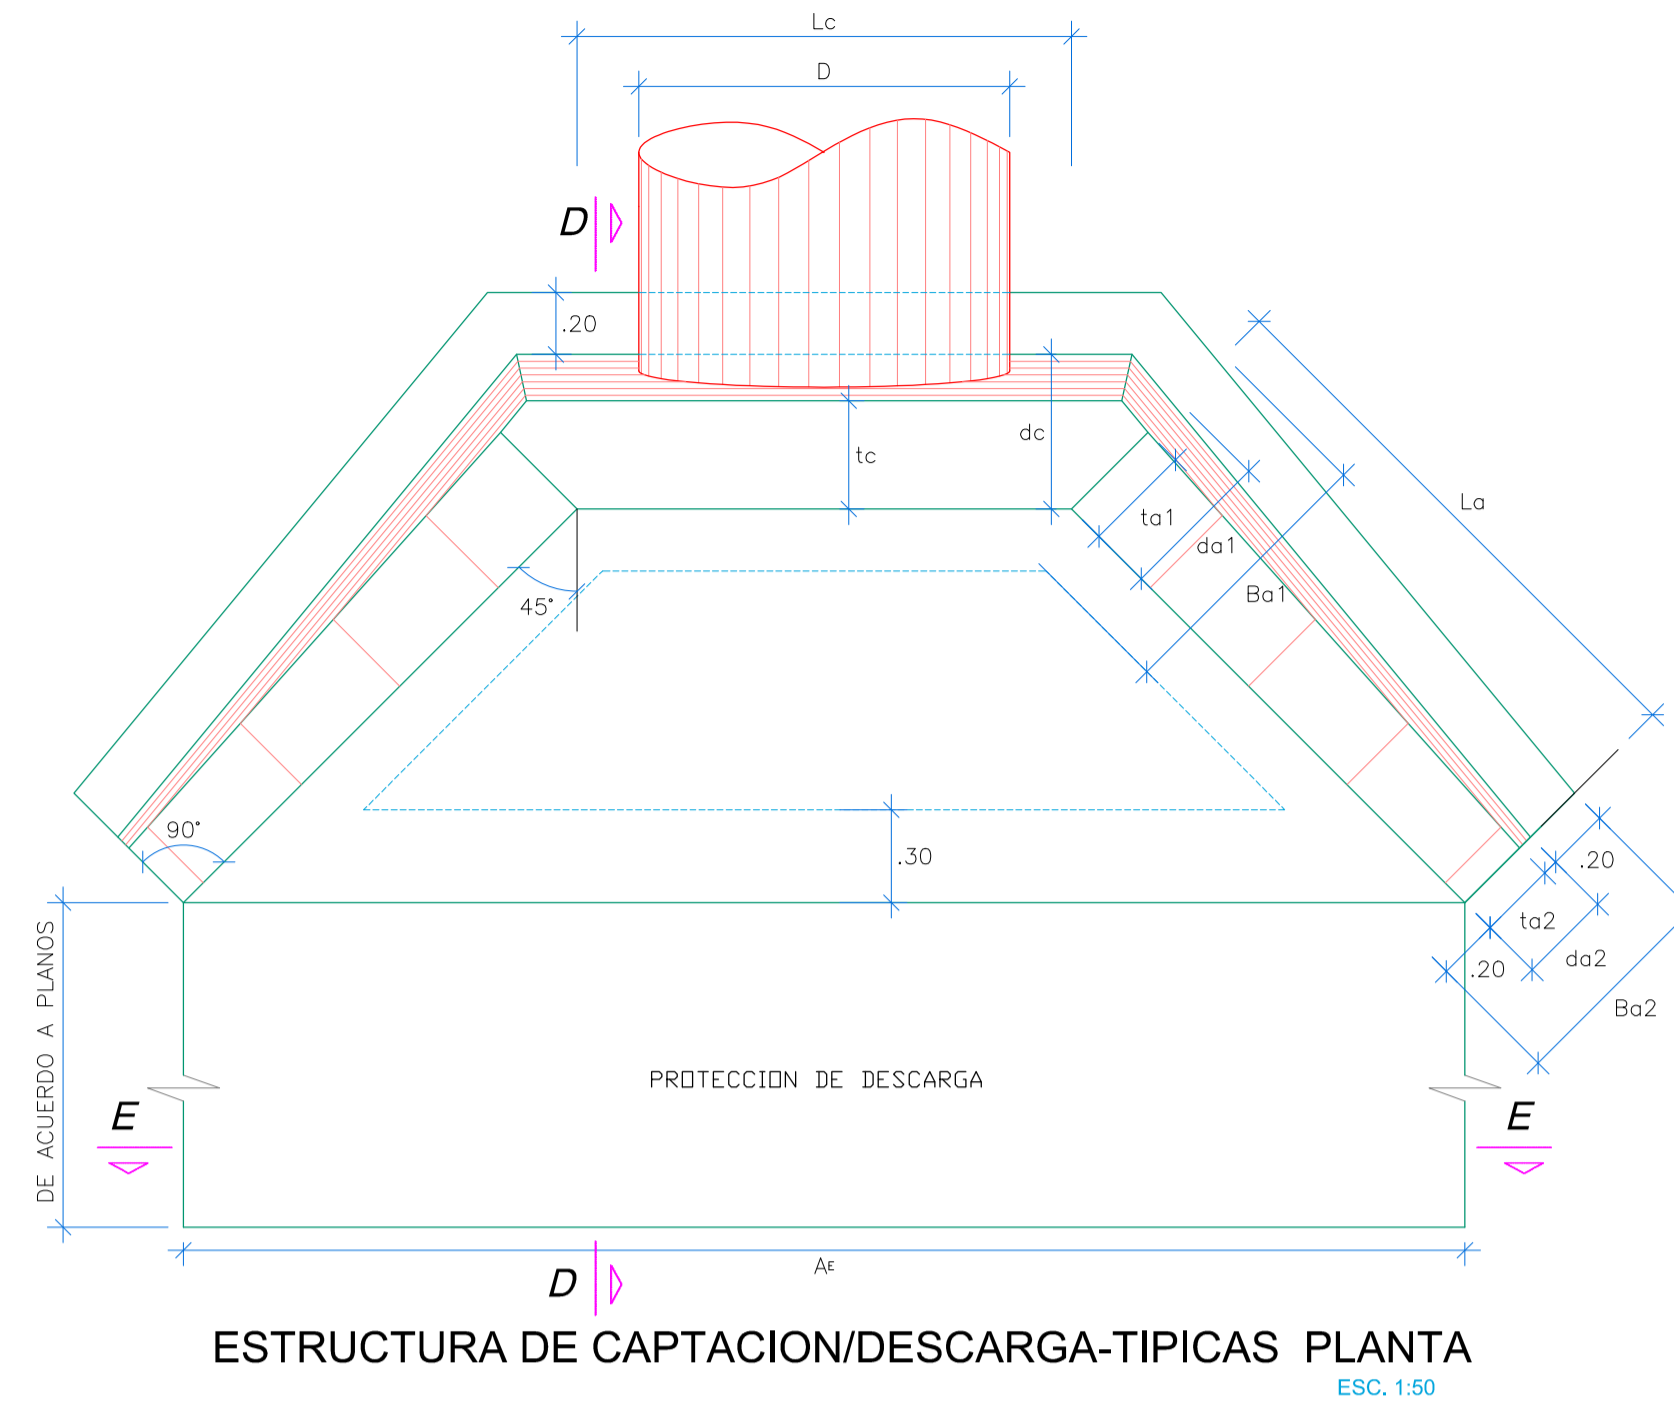 Lc
D
D
.20
dc
tc
La
ta1
da1
Ba1
45°
90°
.30
.20
ta2
da2
.20
Ba2
DE ACUERDO A PLANOS
PROTECCION DE DESCARGA
E
E
AE
D
ESTRUCTURA DE CAPTACION/DESCARGA-TIPICAS PLANTA
ESC. 1:50